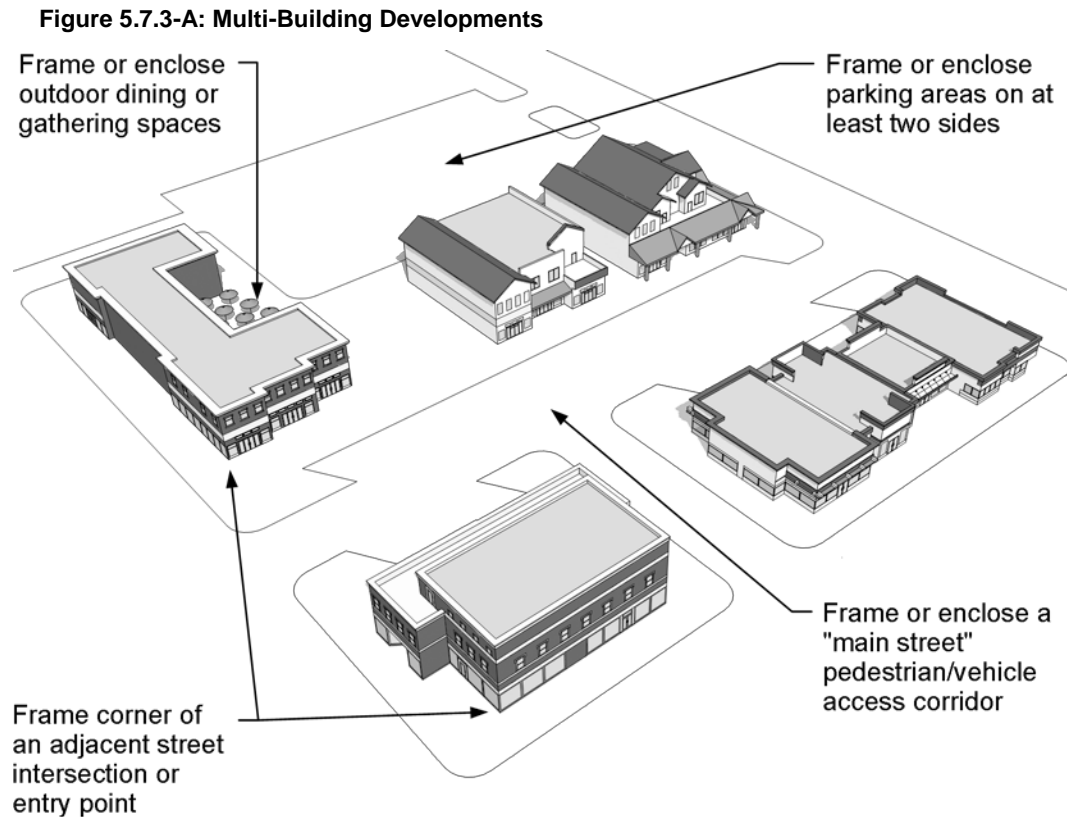 Figure 5.7.3-A: Multi-Building Developments
Frame or enclose
outdoor dining or
gathering spaces
Frame or enclose
parking areas on at
least two sides
Frame or enclose a
"main street"
pedestrian/vehicle
access corridor
Frame corner of
an adjacent street
intersection or
entry point